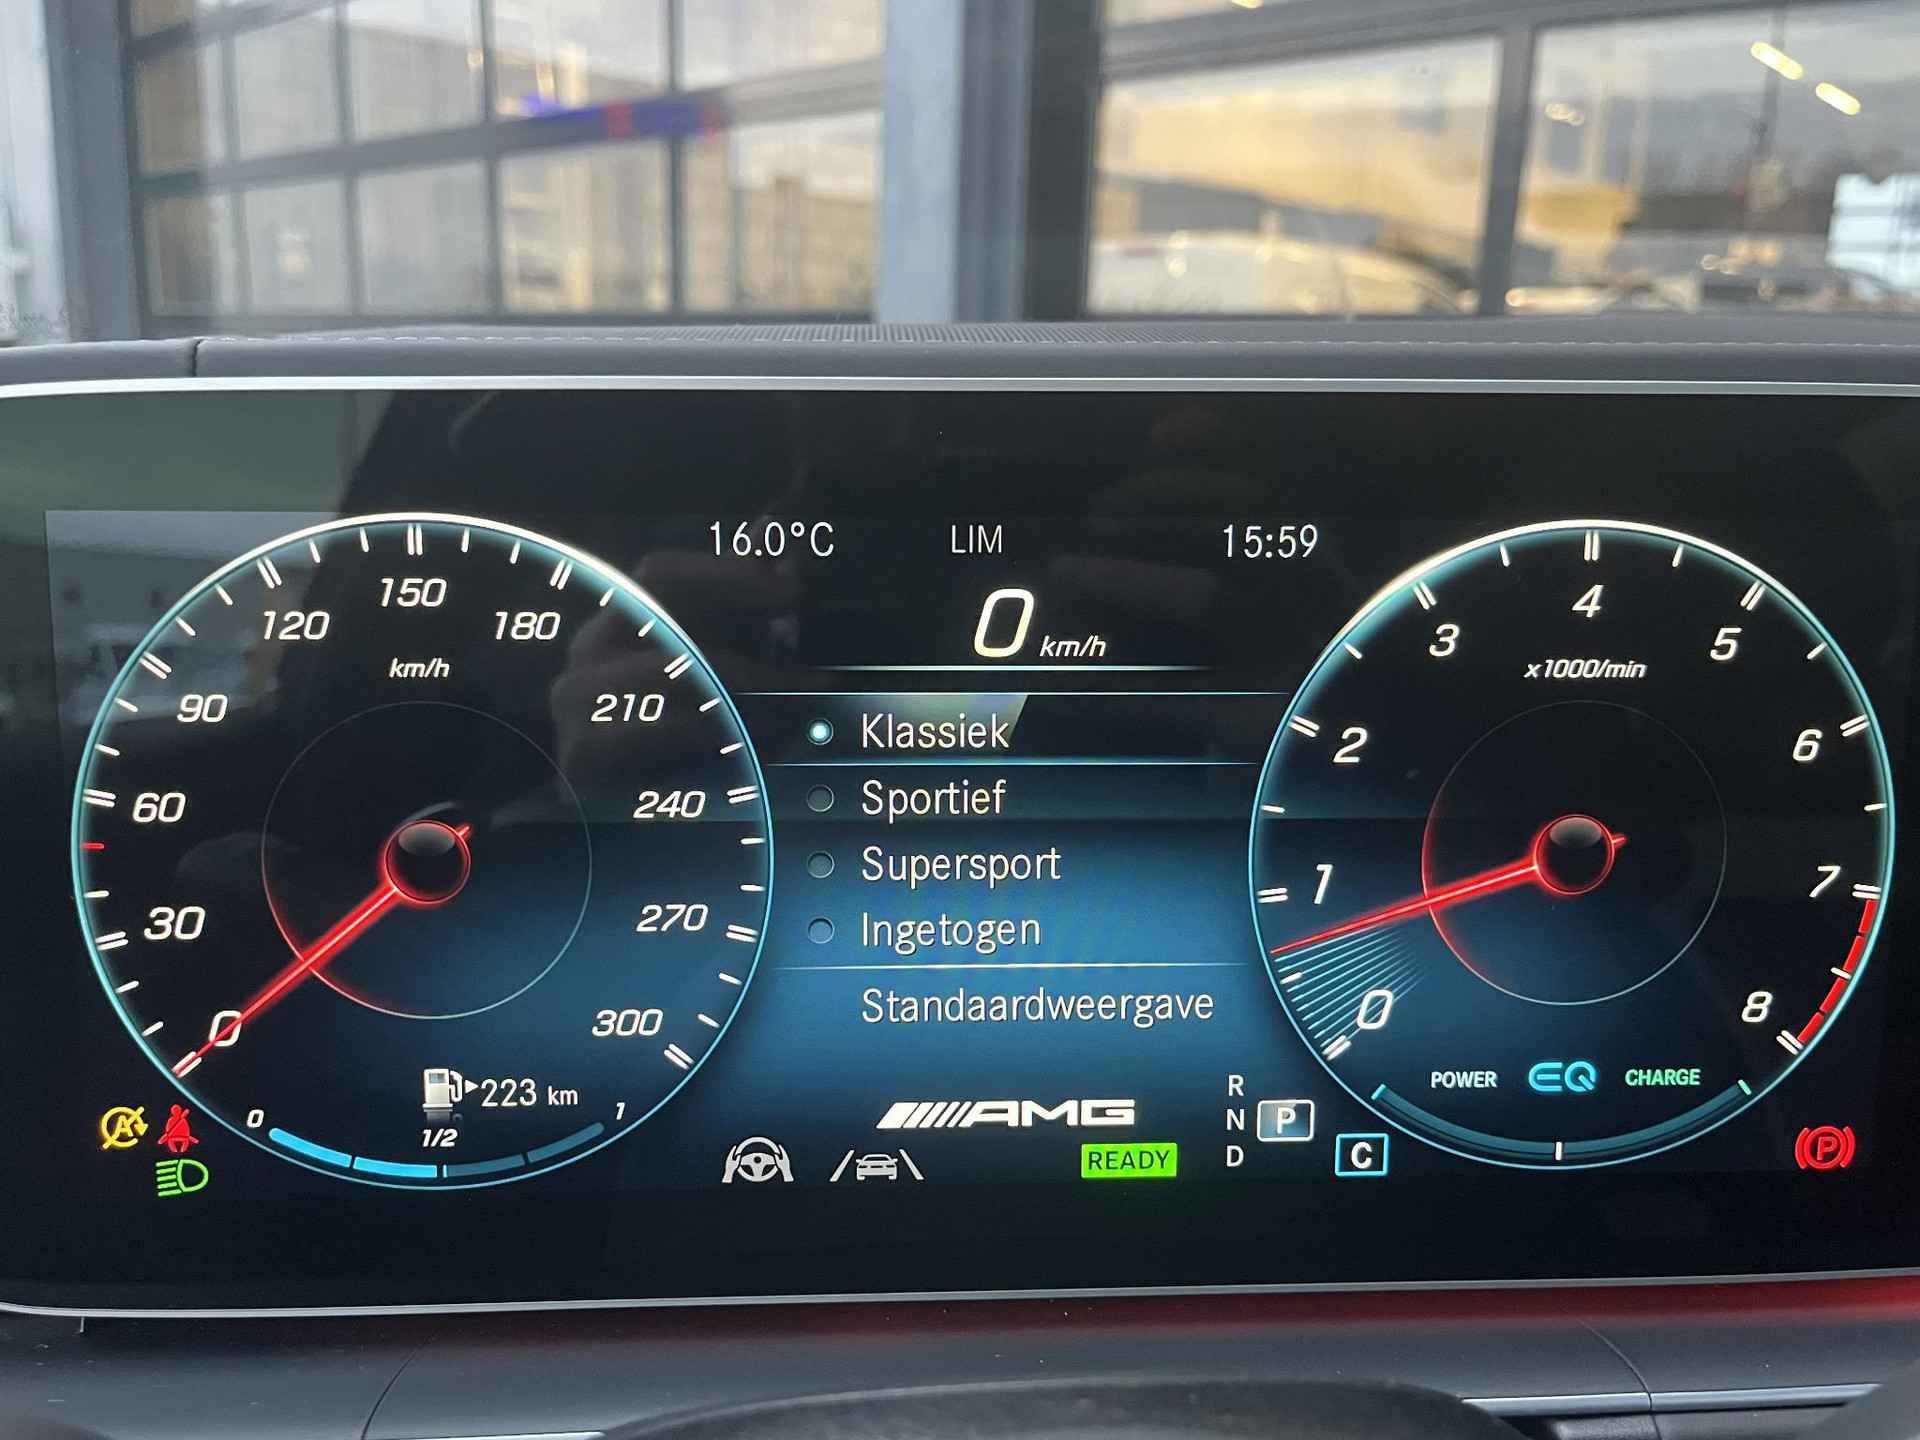 16.0°C LIM 15:59
0 km/h
0 30 60 90 120 150 180 210 240 270 300
km/h
Klassiek
Sportief
Supersport
Ingetogen
Standaardweergave
0 1 2 3 4 5 6 7 8
x1000/min
223 km
0 1/2 1
AMG
READY
R
N P
D
C
POWER EQ CHARGE
A
P